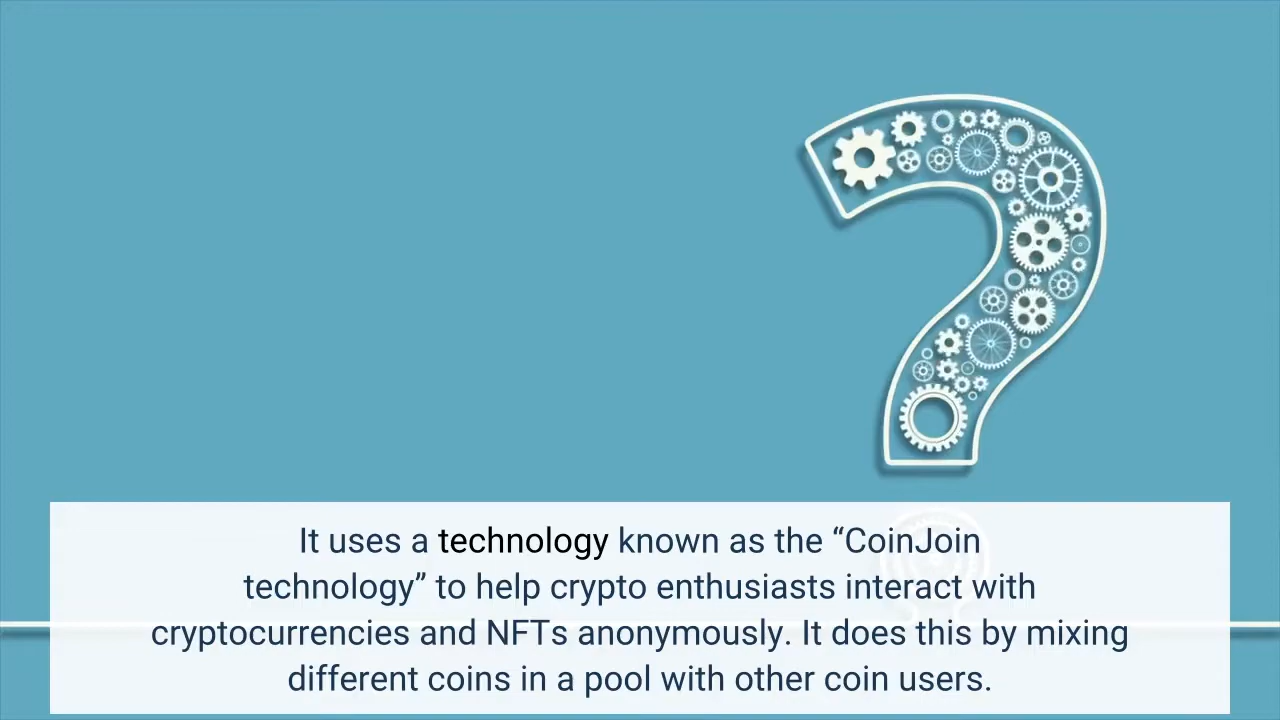 It uses a technology known as the “CoinJoin
technology” to help crypto enthusiasts interact with
cryptocurrencies and NFTs anonymously. It does this by mixing
different coins in a pool with other coin users.